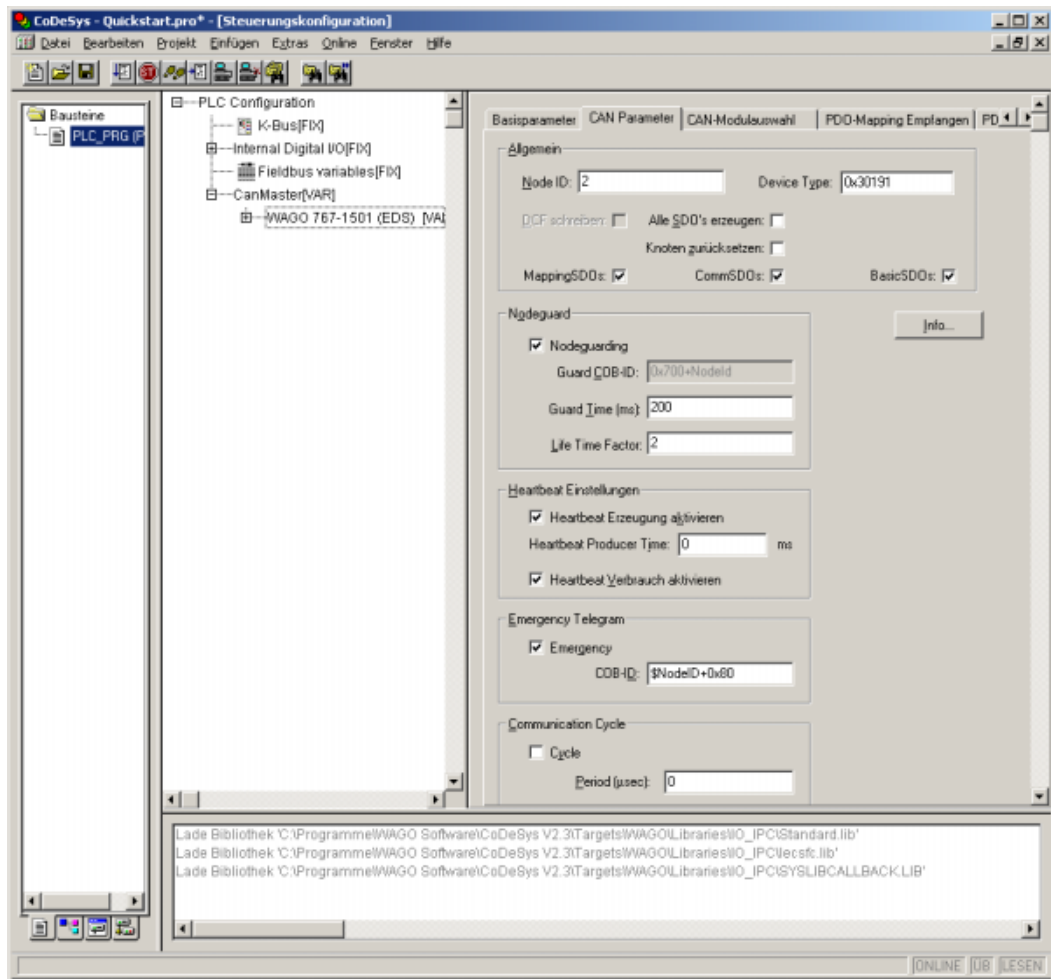 CoDeSys - Quickstart.pro* - [Steuerungskonfiguration]
Datei Bearbeiten Projekt Einfügen Extras Online Fenster Hilfe
Bausteine
PLC_PRG (P
PLC Configuration
K-Bus[FIX]
Internal Digital I/O[FIX]
Fieldbus variables[FIX]
CanMaster[VAR]
WAGO 767-1501 (EDS) [VAI
Basisparameter CAN Parameter CAN-Modulauswahl PDO-Mapping Empfangen PD
Allgemein
Node ID: 2 Device Type: 0x30191
DCF schreiben: Alle SDO's erzeugen:
Knoten zurücksetzen:
MappingSDOs: CommSDOs: BasicSDOs:
Nodeguard
Info...
Nodeguarding
Guard COB-ID: 0x700+NodeId
Guard Time (ms): 200
Life Time Factor: 2
Heartbeat Einstellungen
Heartbeat Erzeugung aktivieren
Heartbeat Producer Time: 0 ms
Heartbeat Verbrauch aktivieren
Emergency Telegram
Emergency
COB-ID: $NodeID+0x80
Communication Cycle
Cycle
Period (µsec): 0
Lade Bibliothek 'C:\Programme\WAGO Software\CoDeSys V2.3\Targets\WAGO\Libraries\IO_IPC\Standard.lib'
Lade Bibliothek 'C:\Programme\WAGO Software\CoDeSys V2.3\Targets\WAGO\Libraries\IO_IPC\Iecsfc.lib'
Lade Bibliothek 'C:\Programme\WAGO Software\CoDeSys V2.3\Targets\WAGO\Libraries\IO_IPC\SYSLIBCALLBACK.LIB'
ONLINE ÜB LESEN